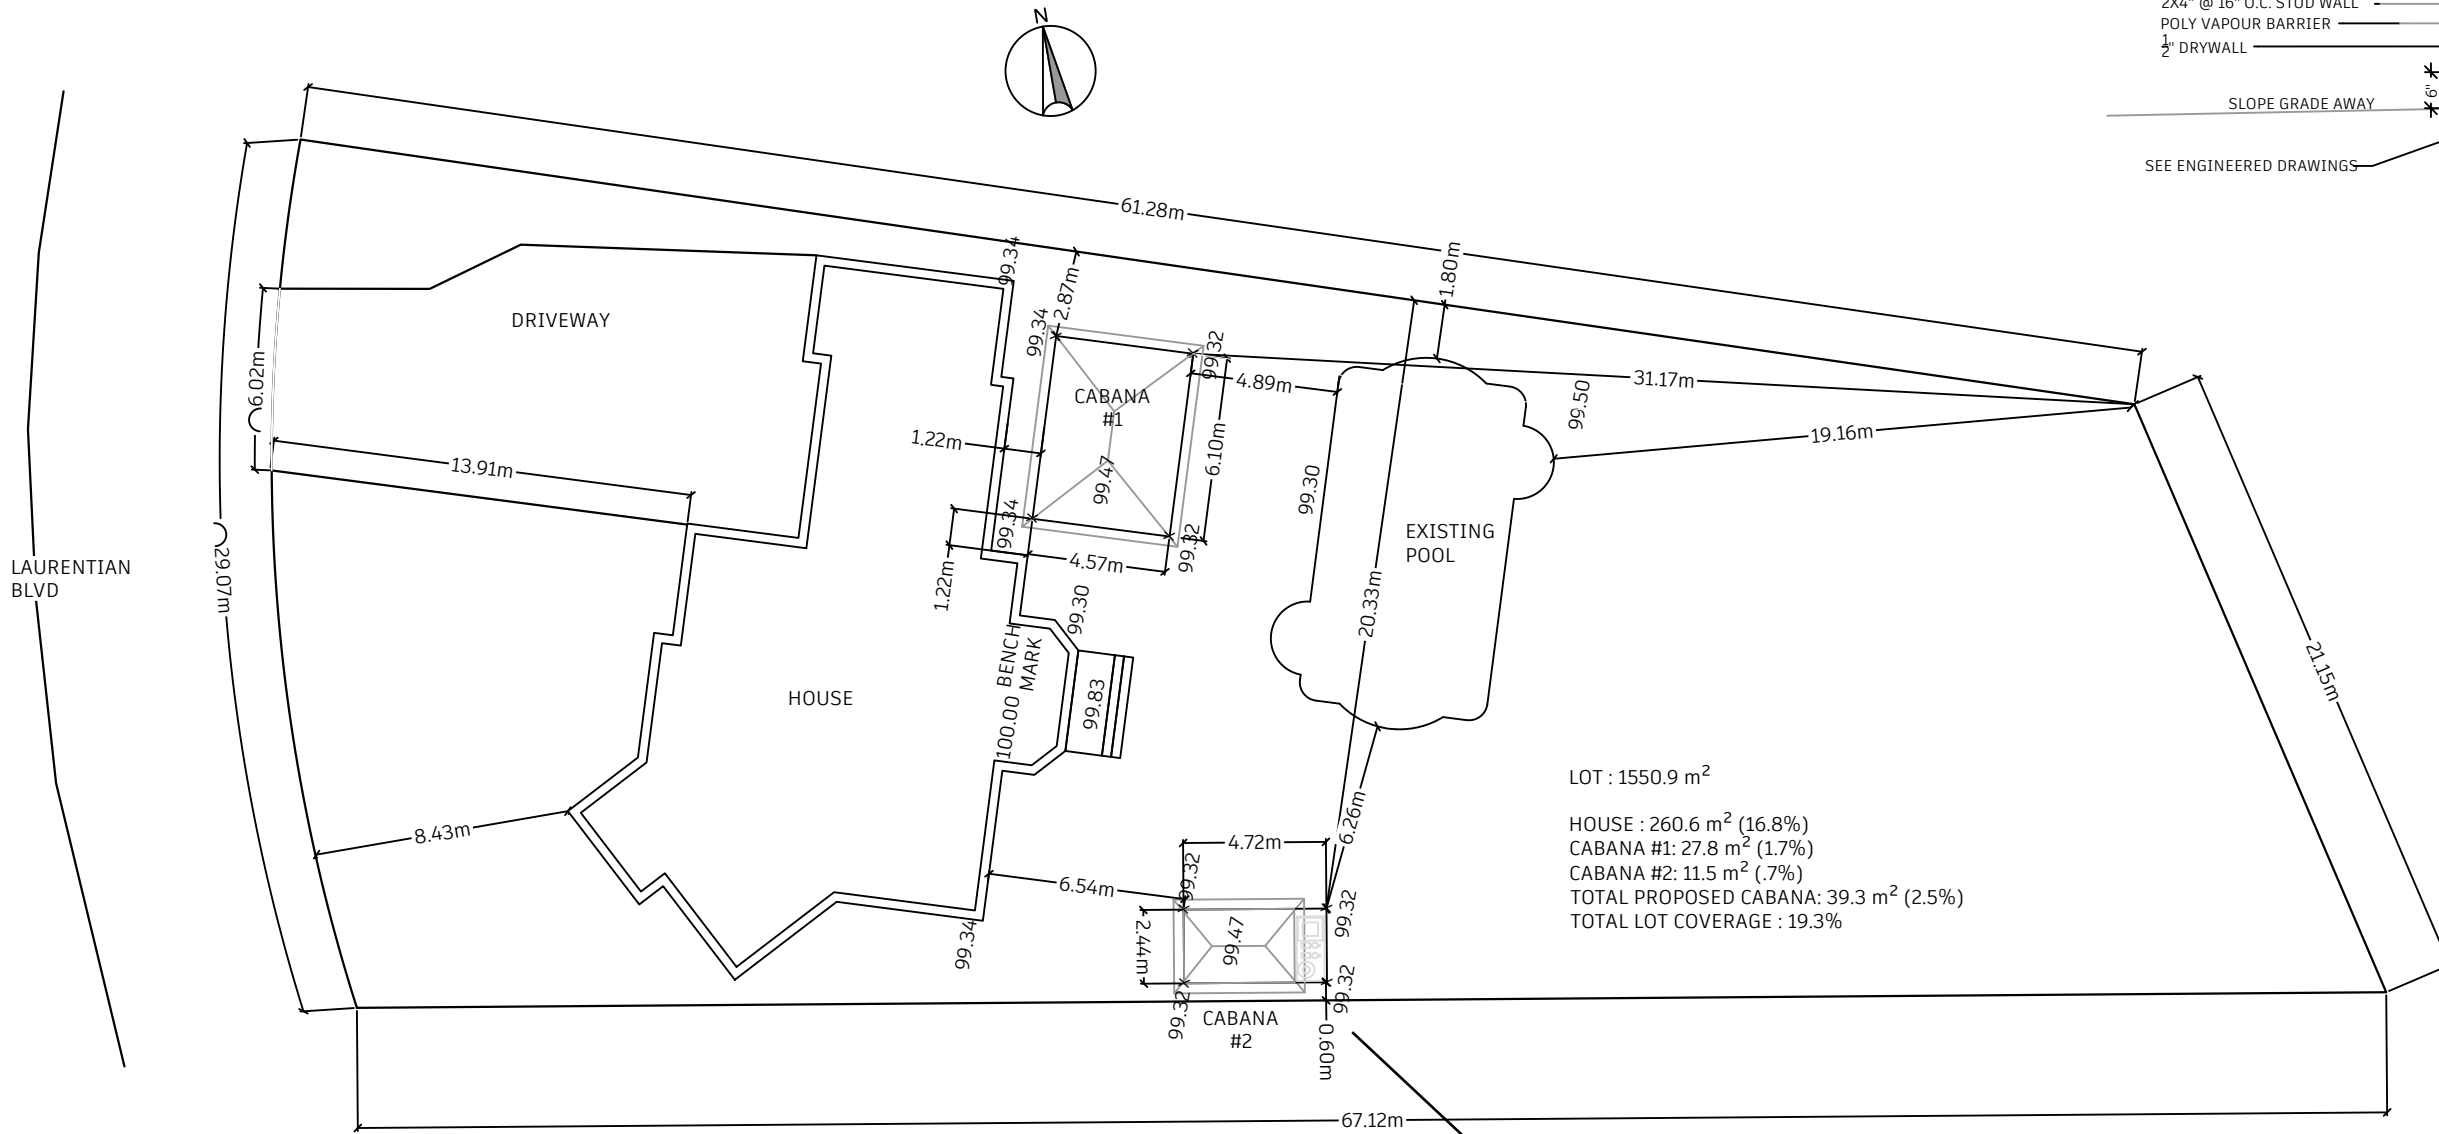 2X4" @ 16" O.C. STUD WALL
POLY VAPOUR BARRIER
1/2" DRYWALL
6"
SLOPE GRADE AWAY
SEE ENGINEERED DRAWINGS
N
61.28m
99.34
2.87m
1.80m
99.34
99.32
DRIVEWAY
6.02m
4.89m
31.17m
CABANA
#1
99.50
1.22m
6.10m
19.16m
13.91m
99.47
99.30
99.34
99.32
EXISTING
POOL
4.57m
1.22m
LAURENTIAN
BLVD
29.07m
99.30
20.33m
100.00 BENCH
MARK
21.15m
HOUSE
99.83
LOT : 1550.9 m²
HOUSE : 260.6 m² (16.8%)
CABANA #1: 27.8 m² (1.7%)
CABANA #2: 11.5 m² (.7%)
TOTAL PROPOSED CABANA: 39.3 m² (2.5%)
TOTAL LOT COVERAGE : 19.3%
8.43m
6.26m
4.72m
6.54m
99.32
99.32
99.34
2.44m
99.47
99.32
99.32
CABANA
#2
0.60m
67.12m